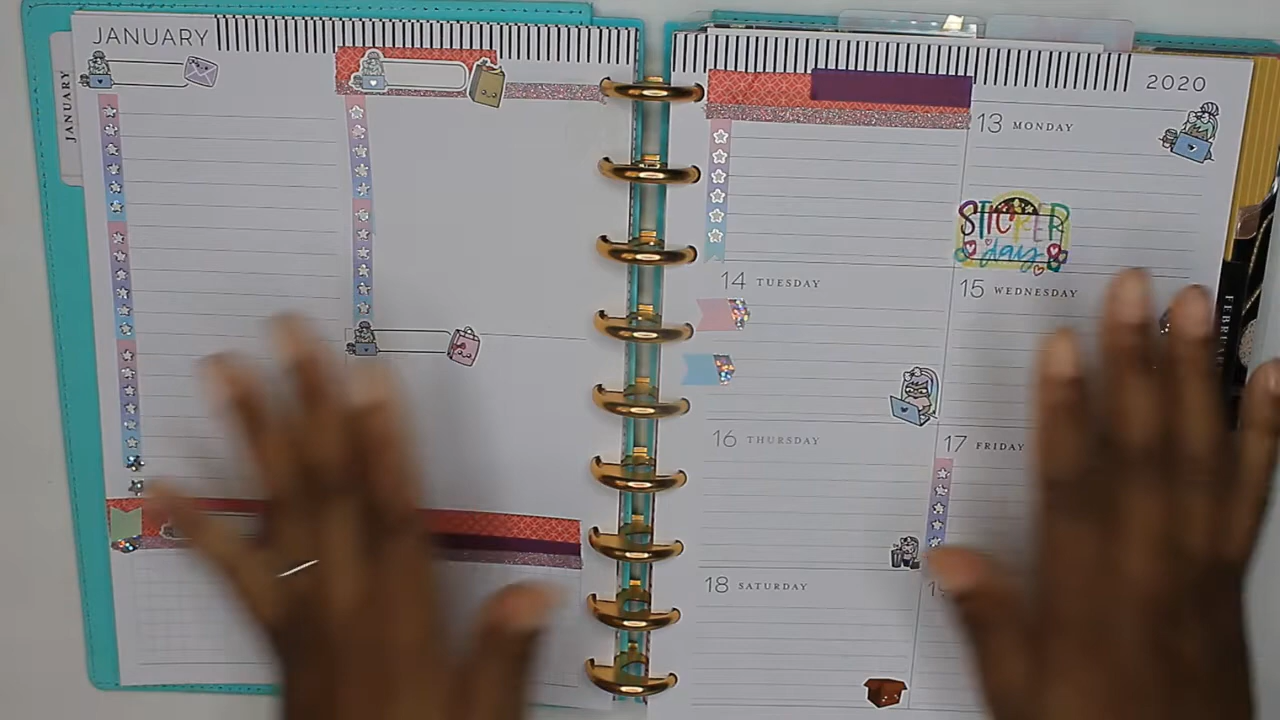 JANUARY
JANUARY
2020
13 MONDAY
STICKER
day
14 TUESDAY
15 WEDNESDAY
16 THURSDAY
17 FRIDAY
18 SATURDAY